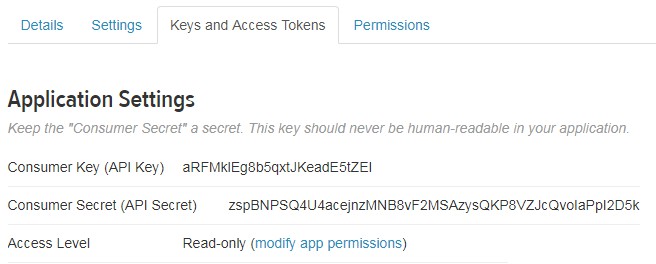 Details Settings Keys and Access Tokens Permissions
Application Settings
Keep the "Consumer Secret" a secret. This key should never be human-readable in your application.
Consumer Key (API Key)
Consumer Secret (API Secret)
Access Level Read-only (modify app permissions)